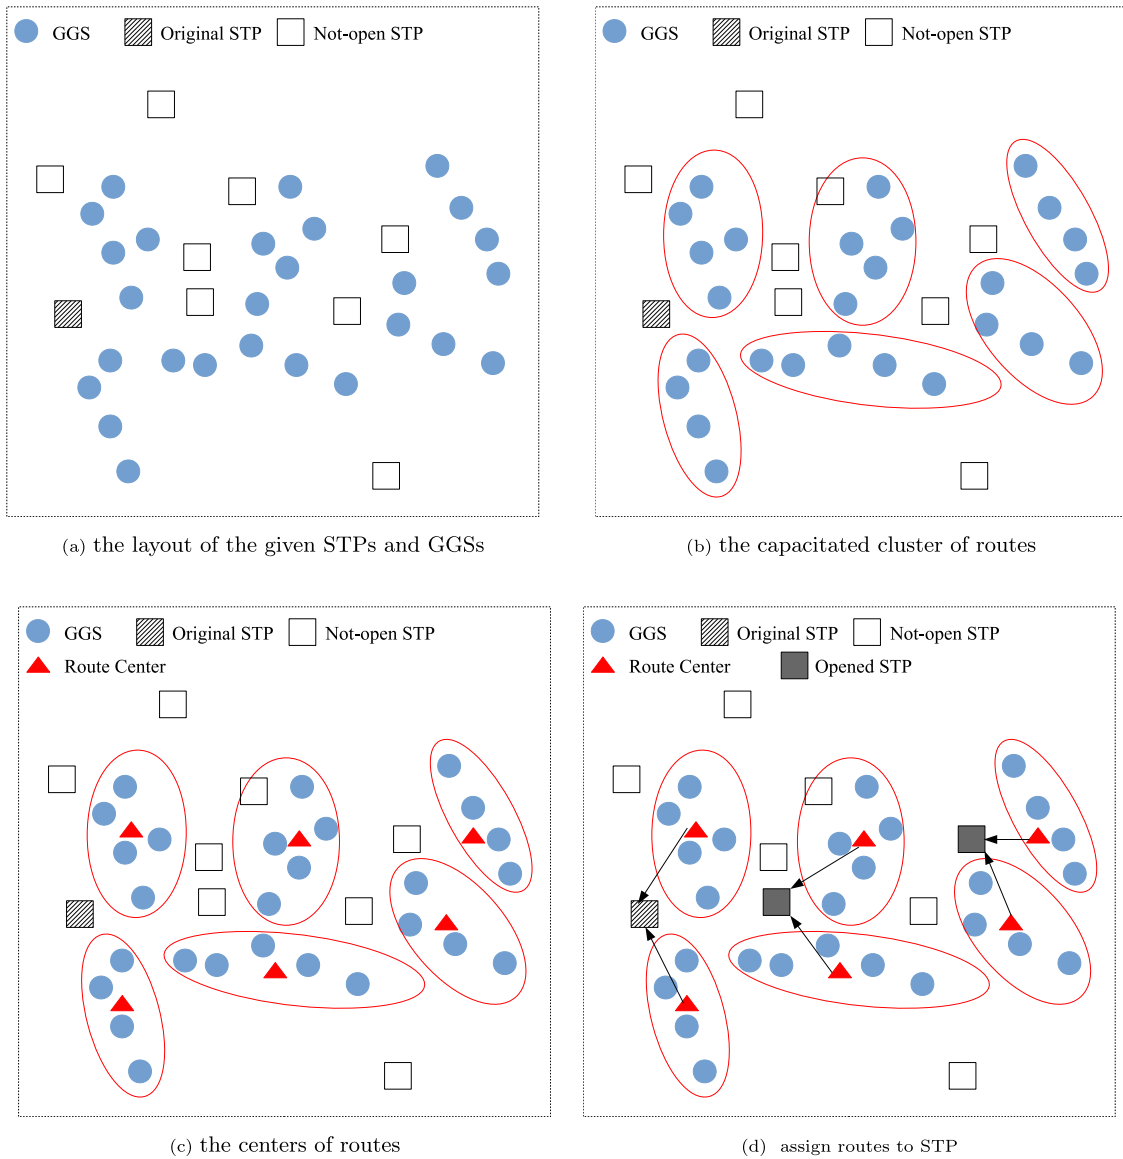 GGS Original STP Not-open STP
GGS Original STP Not-open STP
(a) the layout of the given STPs and GGSs
(b) the capacitated cluster of routes
GGS Original STP Not-open STP
Route Center
GGS Original STP Not-open STP
Route Center Opened STP
(c) the centers of routes
(d) assign routes to STP